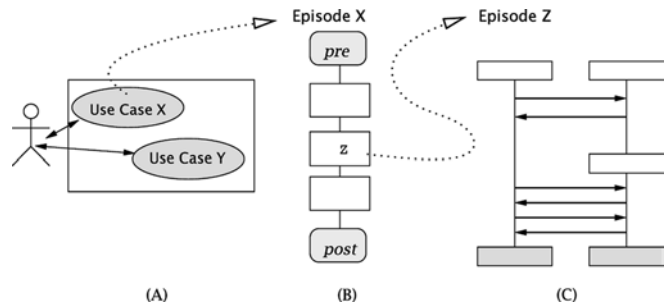 Episode X
Episode Z
pre
Use Case X
z
Use Case Y
post
(A)
(B)
(C)